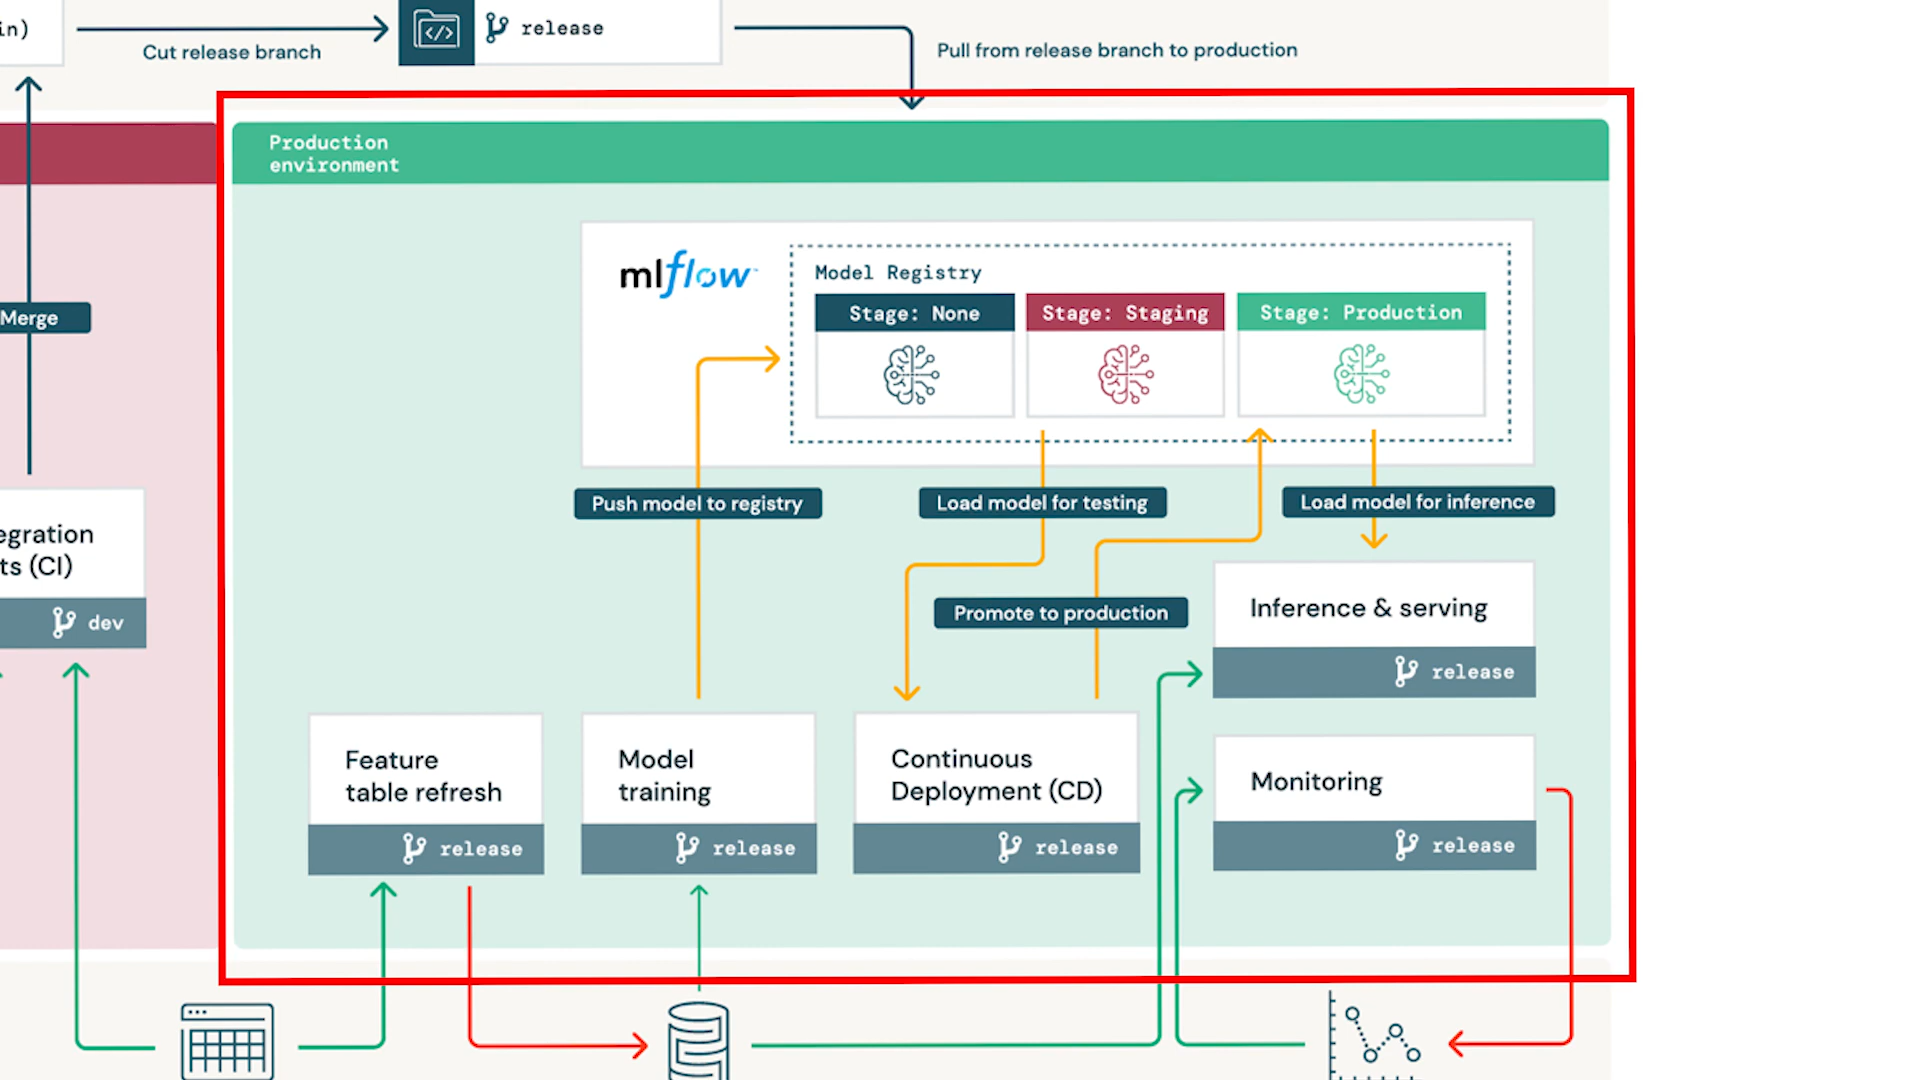 in)
Cut release branch
release
Pull from release branch to production
Production
environment
mlflow
Model Registry
Stage: None
Stage: Staging
Stage: Production
Merge
Push model to registry
Load model for testing
Load model for inference
egration
ts (CI)
dev
Promote to production
Inference & serving
release
Feature
table refresh
release
Model
training
release
Continuous
Deployment (CD)
release
Monitoring
release